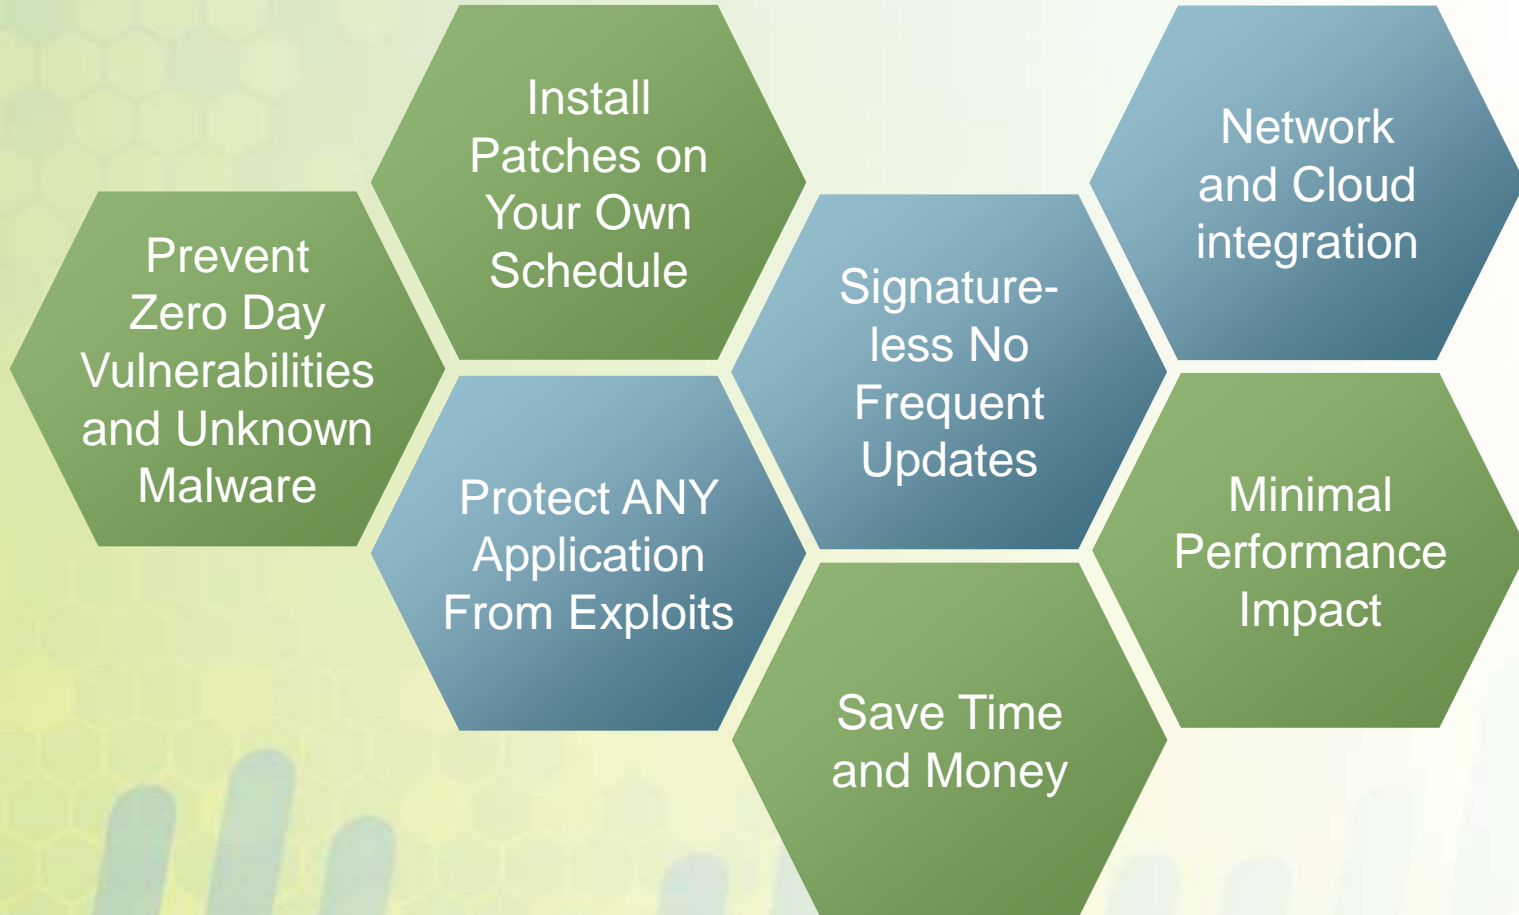 Install
Patches on
Your Own
Schedule
Network
and Cloud
integration
Prevent
Zero Day
Vulnerabilities
and Unknown
Malware
Signature-
less No
Frequent
Updates
Protect ANY
Application
From Exploits
Minimal
Performance
Impact
Save Time
and Money